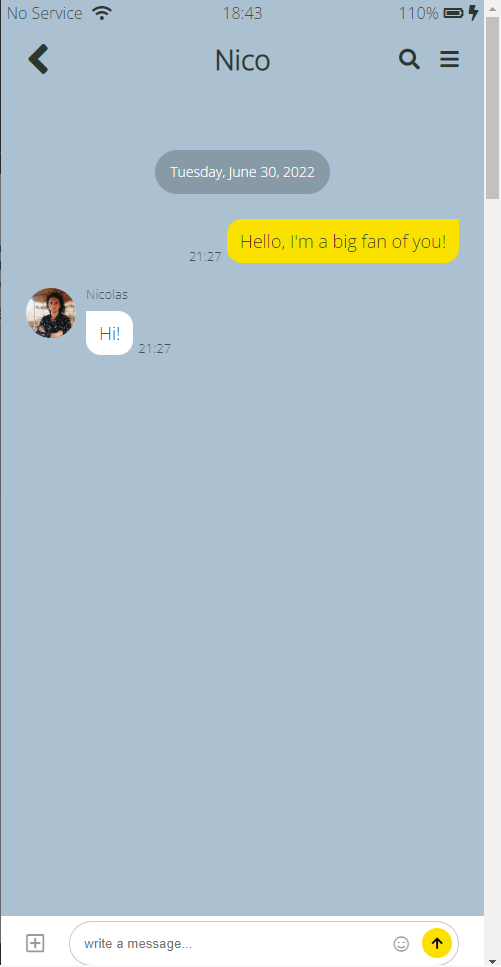 No Service 18:43 110%
Nico
Tuesday, June 30, 2022
Hello, I'm a big fan of you!
21:27
Nicolas
Hi!
21:27
write a message...